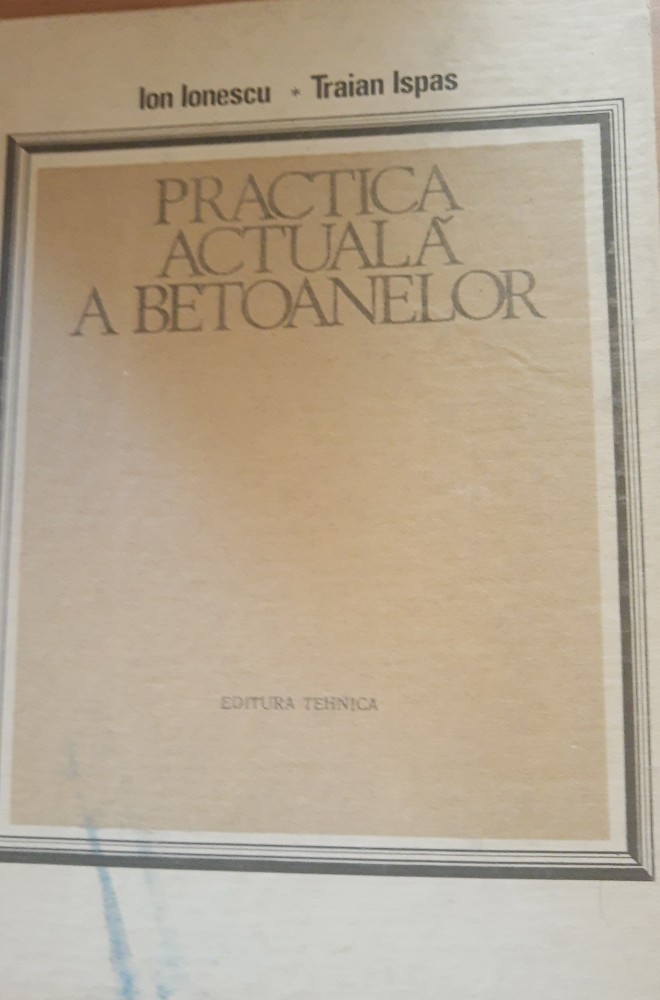 Ion Ionescu * Traian Ispas
PRACTICA
ACTUALĂ
A BETOANELOR
EDITURA TEHNICA